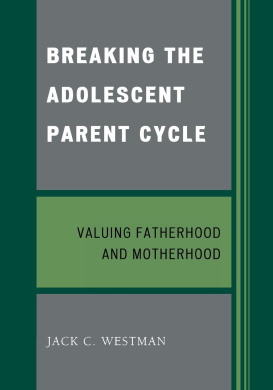 BREAKING THE
ADOLESCENT
PARENT CYCLE
VALUING FATHERHOOD
AND MOTHERHOOD
JACK C. WESTMAN